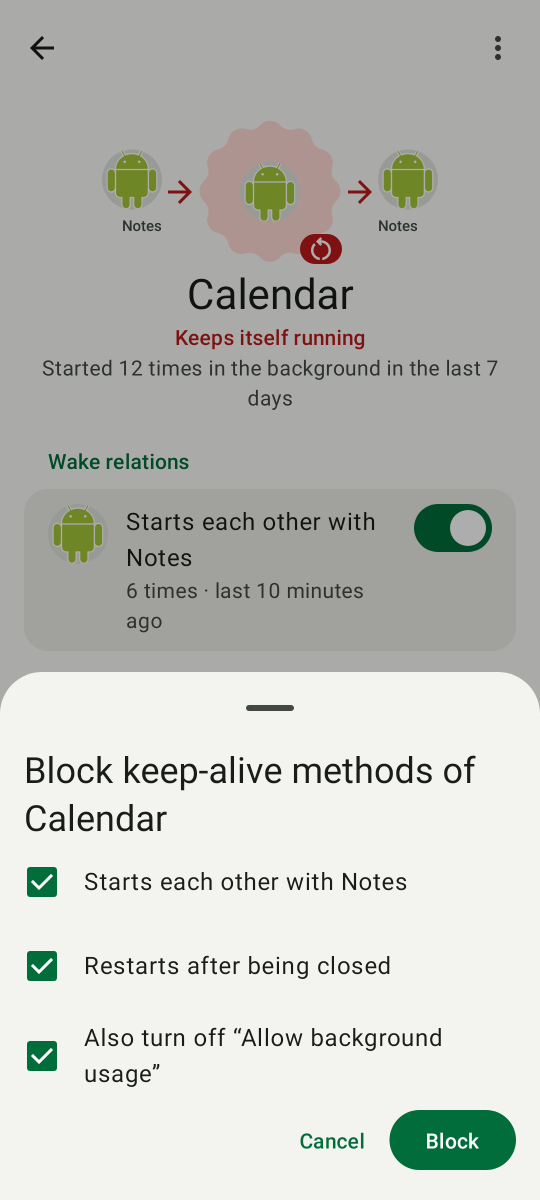 Notes
Notes
Calendar
Keeps itself running
Started 12 times in the background in the last 7
days
Wake relations
Starts each other with
Notes
6 times · last 10 minutes
ago
Block keep-alive methods of
Calendar
Starts each other with Notes
Restarts after being closed
Also turn off “Allow background
usage”
Cancel
Block